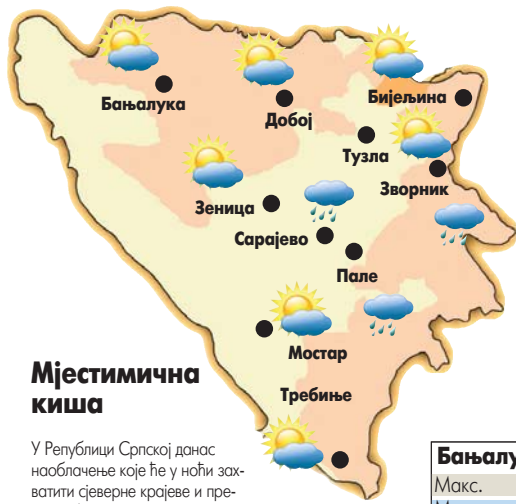 Бањалука
Добој
Бијељина
Тузла
Зворник
Зеница
Сарајево
Пале
Мостар
Требиње
Мјестимична
киша
У Републици Српској данас
наоблачење које ће у ноћи зах-
ватити сјеверне крајеве и пре-
Бањалу
Макс.